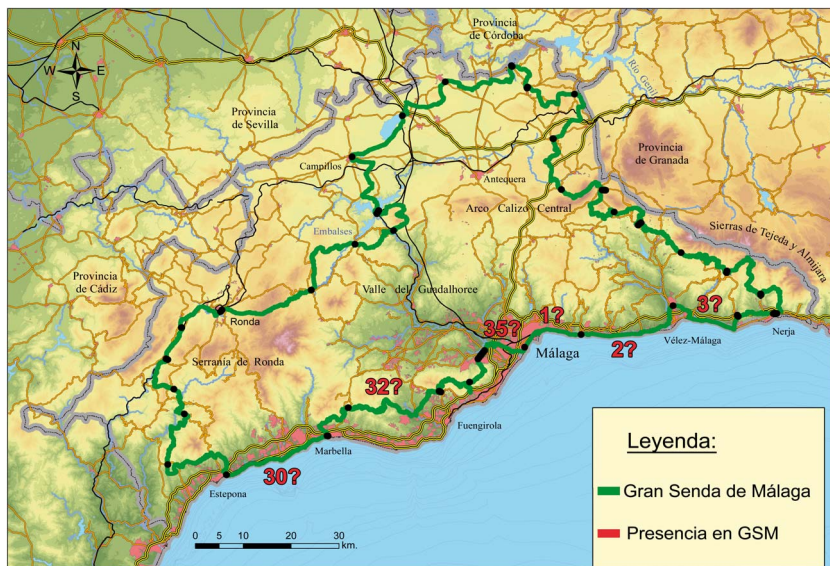 Provincia
de Córdoba
N
W E
S
Río Genil
Provincia
de Sevilla
Provincia
de Granada
Campillos
Antequera
Arco Calizo Central
Sierras de Tejeda y Almijara
Embalses
Provincia
de Cádiz
Valle del Guadalhorce
Ronda
3?
35?
1?
Nerja
2?
Vélez-Málaga
Málaga
Serranía de Ronda
32?
Fuengirola
Marbella
30?
Estepona
Leyenda:
Gran Senda de Málaga
Presencia en GSM
0 5 10 20 30
km.